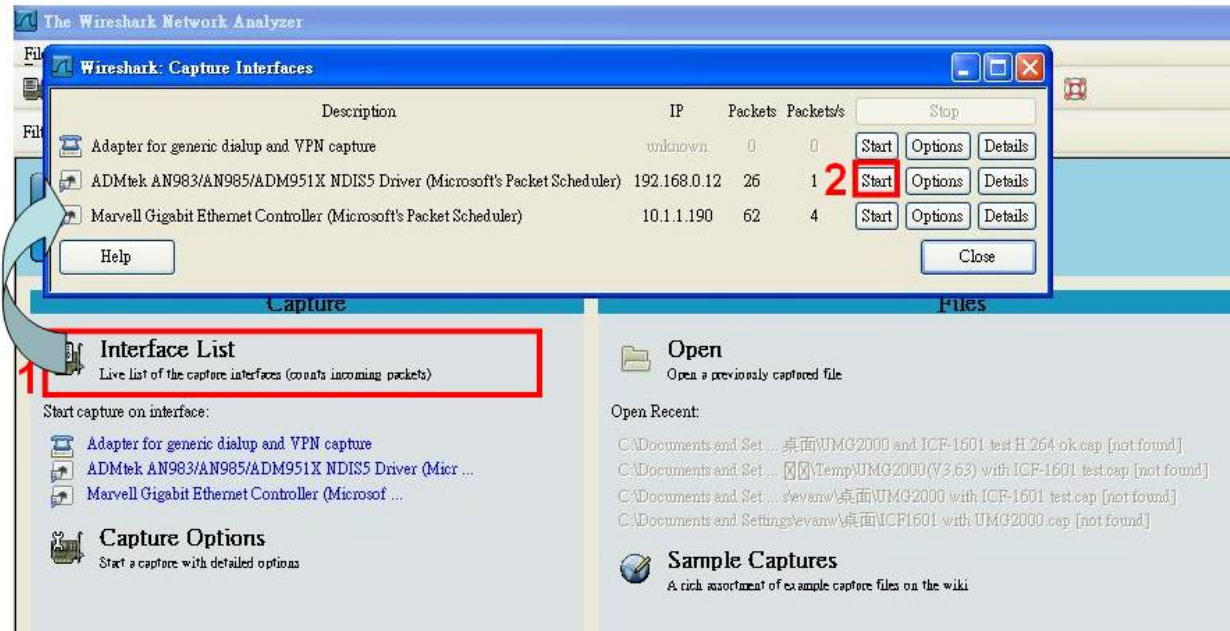 The Wireshark Network Analyzer
Fil
Wireshark: Capture Interfaces
Description IP Packets Packets/s Stop
Filt
Adapter for generic dialup and VPN capture unknown 0 0 Start Options Details
ADMtek AN983/AN985/ADM951X NDIS5 Driver (Microsoft's Packet Scheduler) 192.168.0.12 26 1 2 Start Options Details
Marvell Gigabit Ethernet Controller (Microsoft's Packet Scheduler) 10.1.1.190 62 4 Start Options Details
Help Close
Capture
1
Interface List
Live list of the capture interfaces (counts incoming packets)
Start capture on interface:
Adapter for generic dialup and VPN capture
ADMtek AN983/AN985/ADM951X NDIS5 Driver (Micr ...
Marvell Gigabit Ethernet Controller (Microsof ...
Capture Options
Start a capture with detailed options
Files
Open
Open a previously captured file
Open Recent:
C:\Documents and Set ... 桌面\UMG2000 and ICF-1601 test H.264 ok.cap [not found]
C:\Documents and Set ... \Temp\UMG2000(V3,63) with ICF-1601 test.cap [not found]
C:\Documents and Set ... s\evanw\桌面\UMG2000 with ICF-1601 test.cap [not found]
C:\Documents and Settings\evanw\桌面\ICF1601 with UMG2000.cap [not found]
Sample Captures
A rich assortment of example capture files on the wiki